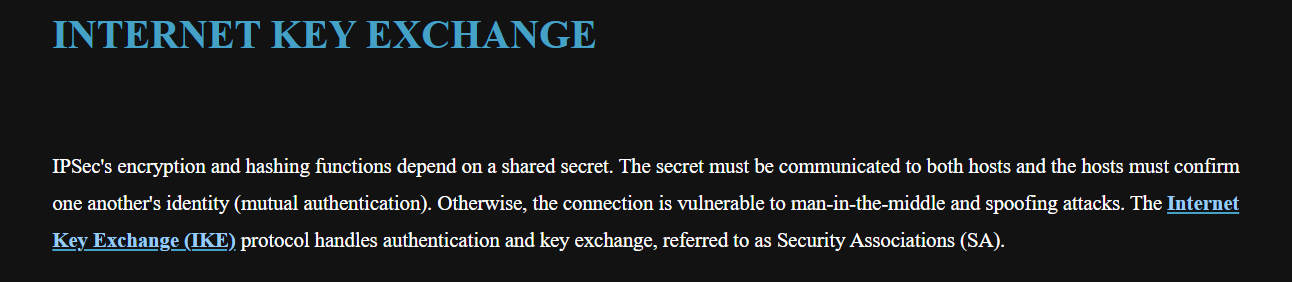 INTERNET KEY EXCHANGE
IPSec's encryption and hashing functions depend on a shared secret. The secret must be communicated to both hosts and the hosts must confirm
one another's identity (mutual authentication). Otherwise, the connection is vulnerable to man-in-the-middle and spoofing attacks. The Internet
Key Exchange (IKE) protocol handles authentication and key exchange, referred to as Security Associations (SA).